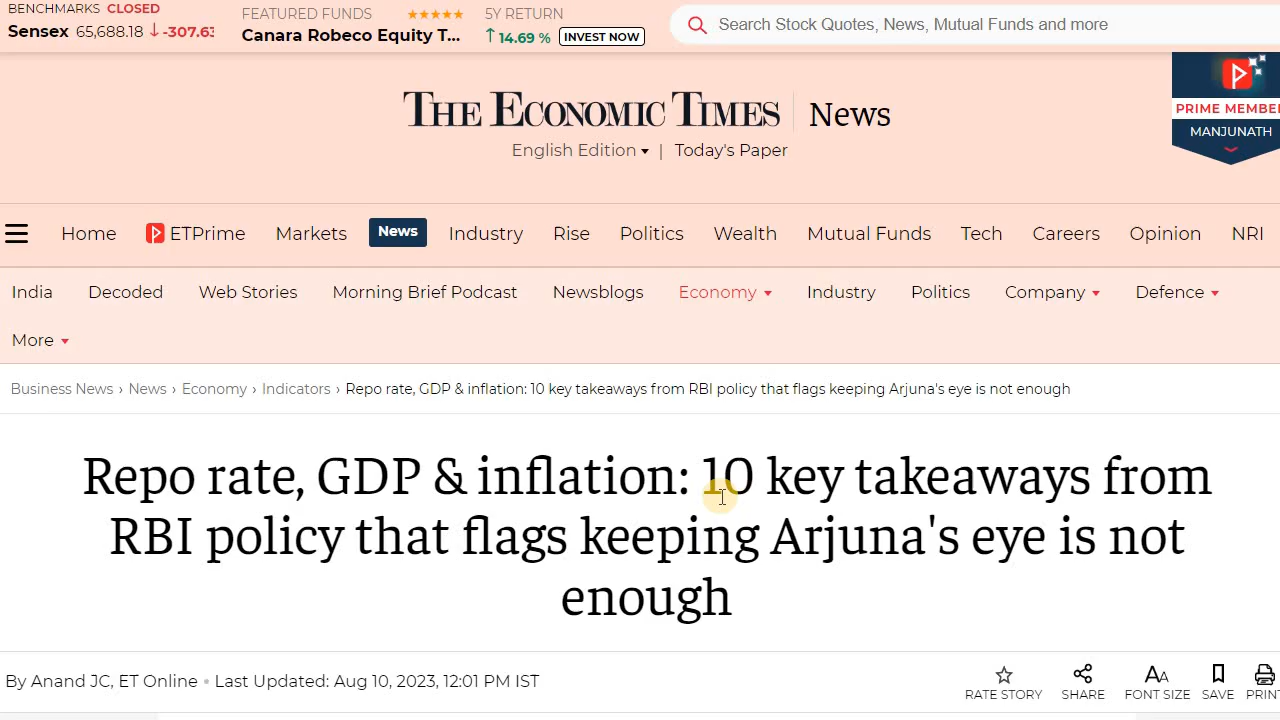 BENCHMARKS CLOSED
Sensex 65,688.18 ↓ -307.63
FEATURED FUNDS ★★★★★
Canara Robeco Equity T...
5Y RETURN
↑ 14.69 % INVEST NOW
Search Stock Quotes, News, Mutual Funds and more
THE ECONOMIC TIMES | News
English Edition ▾ | Today's Paper
PRIME MEMBER
MANJUNATH
Home ETPrime Markets News Industry Rise Politics Wealth Mutual Funds Tech Careers Opinion NRI
India Decoded Web Stories Morning Brief Podcast Newsblogs Economy ▾ Industry Politics Company ▾ Defence ▾
More ▾
Business News › News › Economy › Indicators › Repo rate, GDP & inflation: 10 key takeaways from RBI policy that flags keeping Arjuna's eye is not enough
Repo rate, GDP & inflation: 10 key takeaways from
RBI policy that flags keeping Arjuna's eye is not
enough
By Anand JC, ET Online • Last Updated: Aug 10, 2023, 12:01 PM IST
RATE STORY SHARE FONT SIZE SAVE PRINT